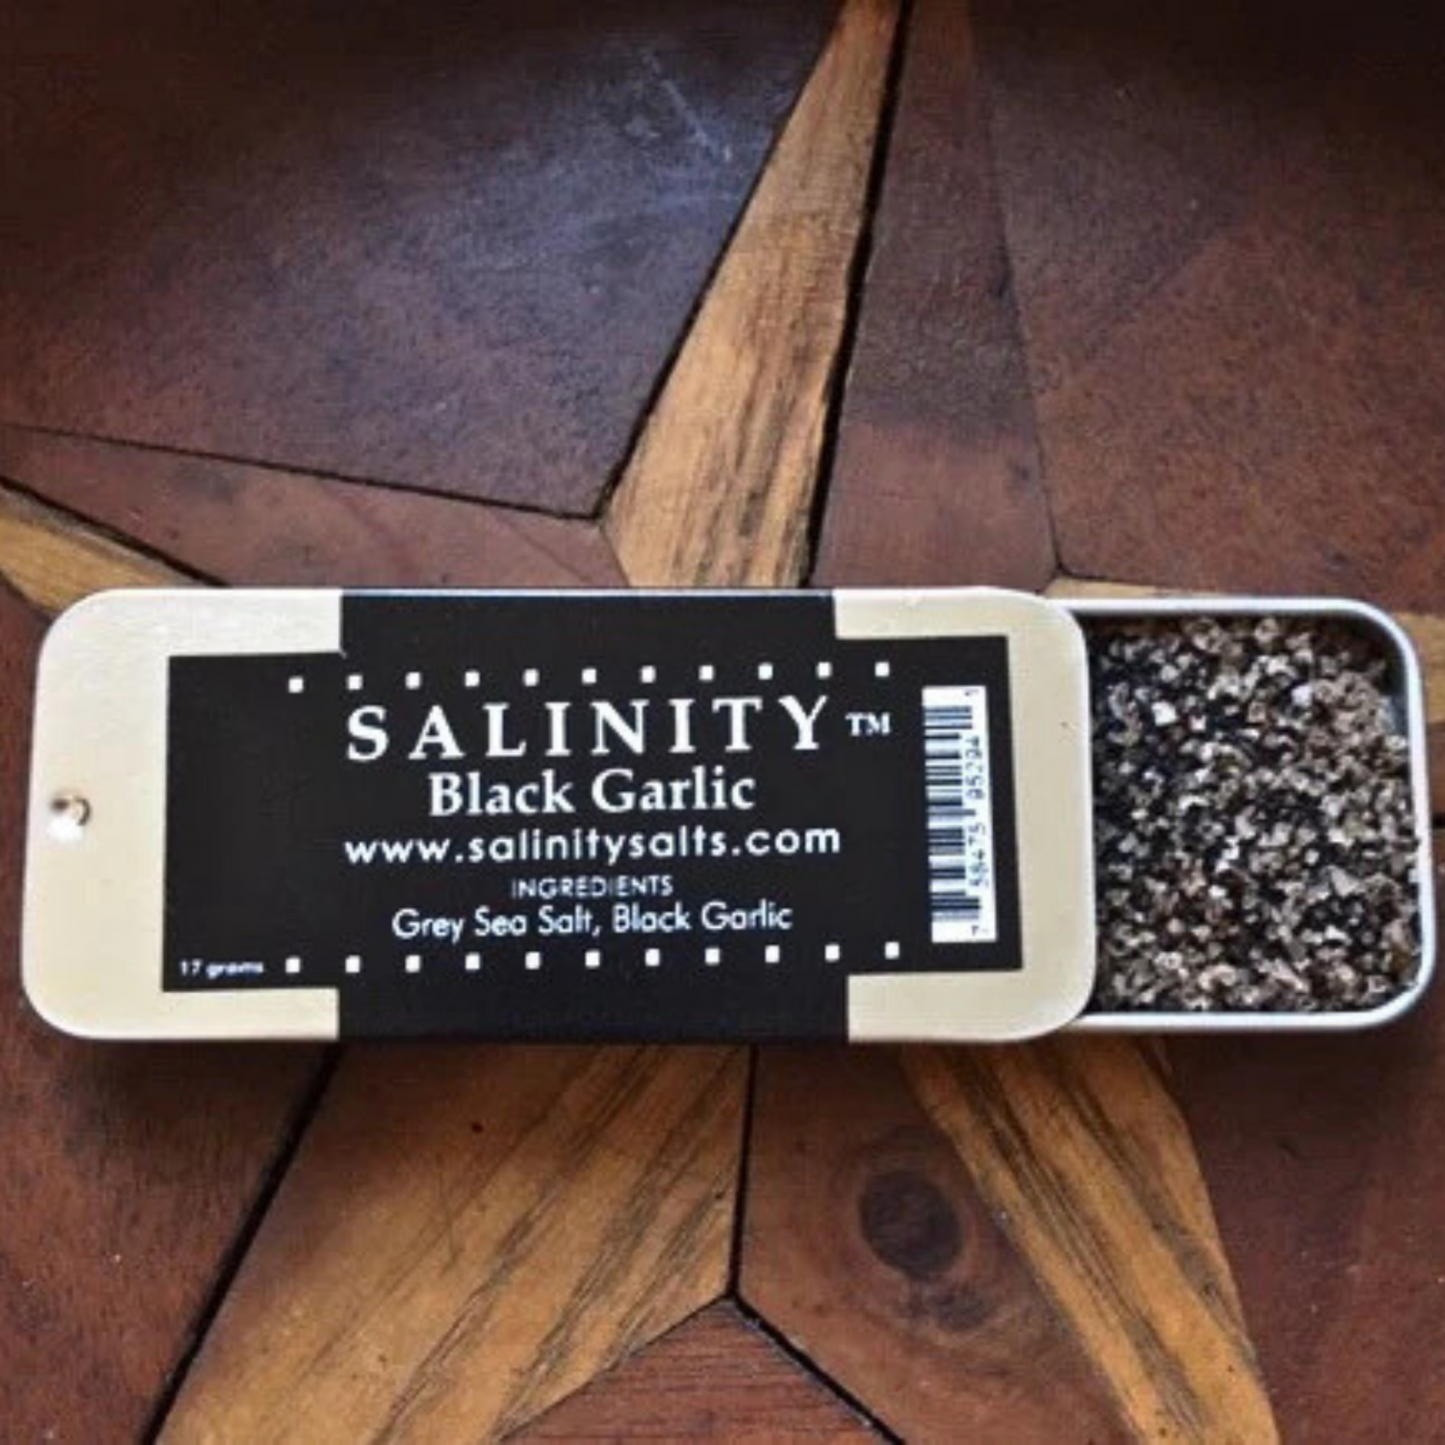 SALINITY™
Black Garlic
www.salinitysalts.com
INGREDIENTS
Grey Sea Salt, Black Garlic
17 grams